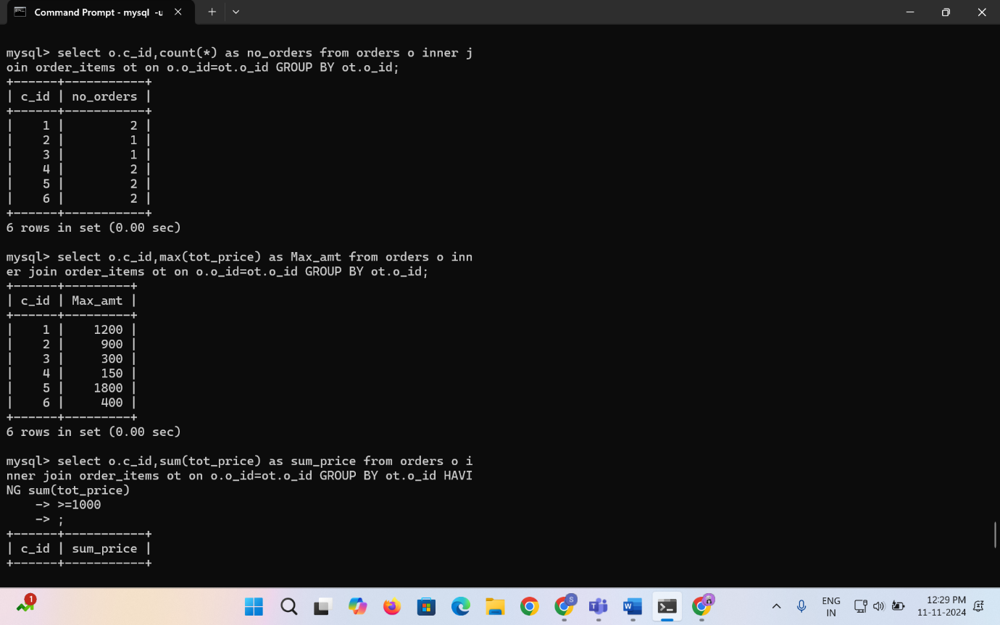 Command Prompt - mysql -u
mysql> select o.c_id,count(*) as no_orders from orders o inner j
oin order_items ot on o.o_id=ot.o_id GROUP BY ot.o_id;
+------+-----------+
| c_id | no_orders |
+------+-----------+
|    1 |         2 |
|    2 |         1 |
|    3 |         1 |
|    4 |         2 |
|    5 |         2 |
|    6 |         2 |
+------+-----------+
6 rows in set (0.00 sec)
mysql> select o.c_id,max(tot_price) as Max_amt from orders o inn
er join order_items ot on o.o_id=ot.o_id GROUP BY ot.o_id;
+------+---------+
| c_id | Max_amt |
+------+---------+
|    1 |    1200 |
|    2 |     900 |
|    3 |     300 |
|    4 |     150 |
|    5 |    1800 |
|    6 |     400 |
+------+---------+
6 rows in set (0.00 sec)
mysql> select o.c_id,sum(tot_price) as sum_price from orders o i
nner join order_items ot on o.o_id=ot.o_id GROUP BY ot.o_id HAVI
NG sum(tot_price)
    -> >=1000
    -> ;
+------+-----------+
| c_id | sum_price |
+------+-----------+
1
S
ENG
IN
12:29 PM
11-11-2024